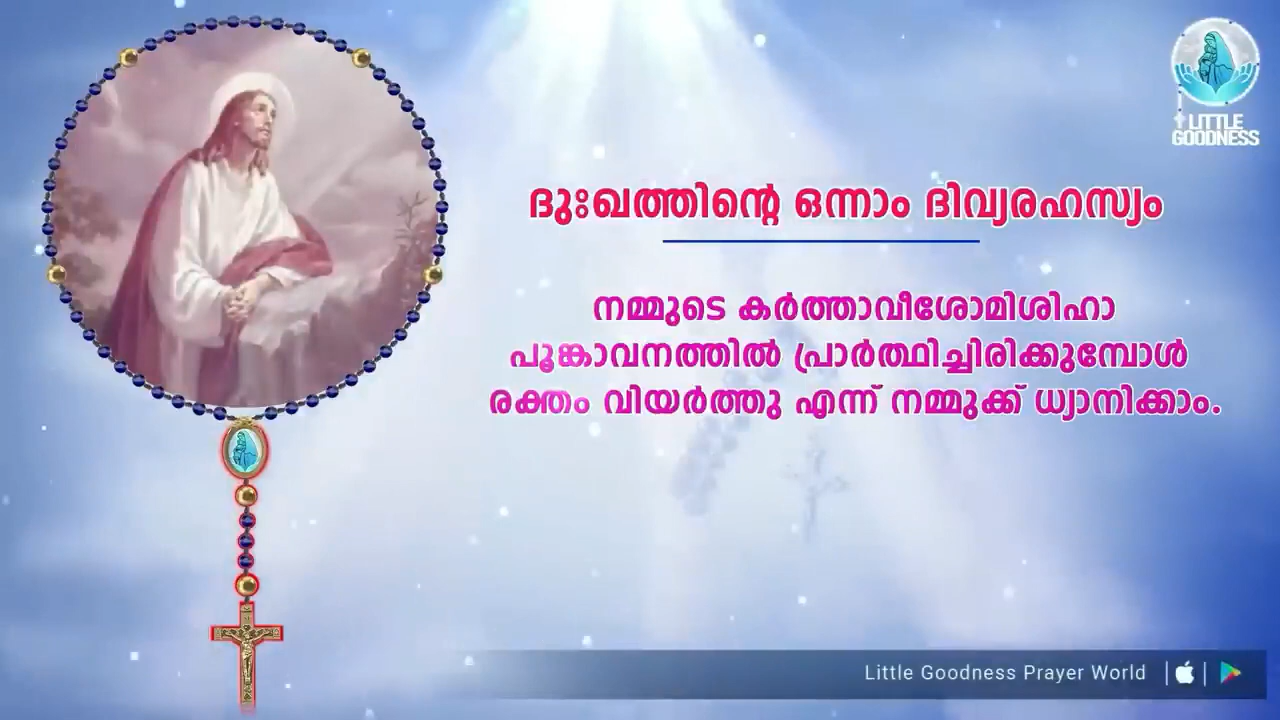 LITTLE
GOODNESS
ദുഃഖത്തിന്റെ ഒന്നാം ദിവ്യരഹസ്യം
നമ്മുടെ കർത്താവീശോമിശിഹാ
പൂങ്കാവനത്തിൽ പ്രാർത്ഥിച്ചിരിക്കുമ്പോൾ
രക്തം വിയർത്തു എന്ന് നമ്മുക്ക് ധ്യാനിക്കാം.
Little Goodness Prayer World